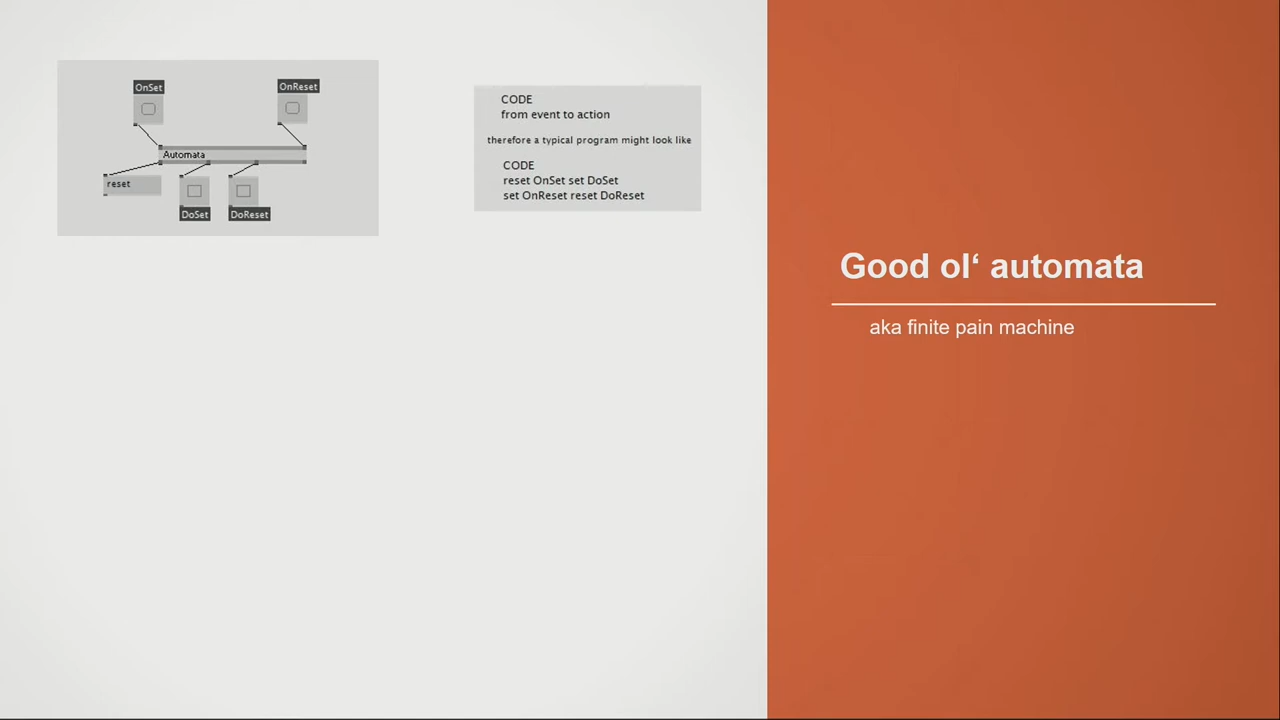 OnSet
OnReset
Automata
reset
DoSet
DoReset
CODE
from event to action
therefore a typical program might look like
CODE
reset OnSet set DoSet
set OnReset reset DoReset
Good ol‘ automata
aka finite pain machine